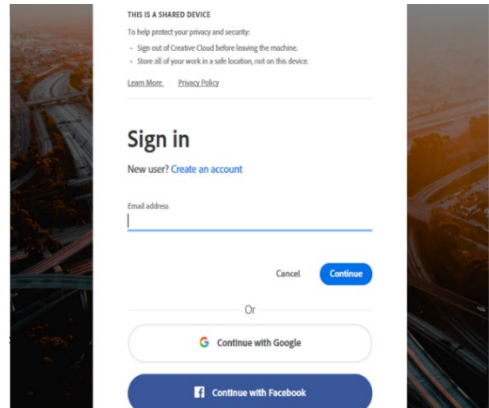 THIS IS A SHARED DEVICE
To help protect your privacy and security:
- Sign out of Creative Cloud before leaving the machine.
- Store all of your work in a safe location, not on this device.
Learn More Privacy Policy
Sign in
New user? Create an account
Email address
Cancel Continue
Or
Continue with Google
Continue with Facebook